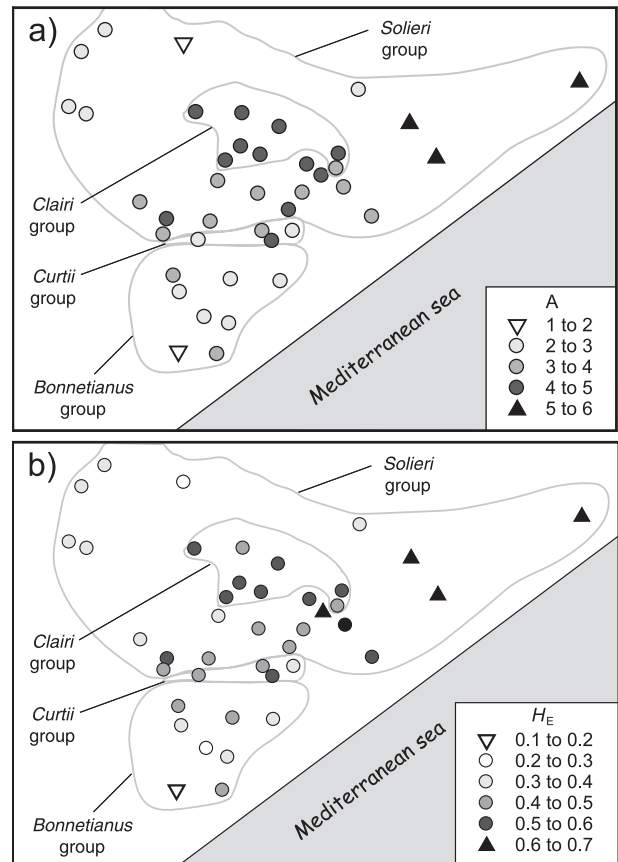 a)
Solieri
group
Clairi
group
Curtii
group
Bonnetianus
group
Mediterranean sea
A
1 to 2
2 to 3
3 to 4
4 to 5
5 to 6
b)
Solieri
group
Clairi
group
Curtii
group
Bonnetianus
group
Mediterranean sea
HE
0.1 to 0.2
0.2 to 0.3
0.3 to 0.4
0.4 to 0.5
0.5 to 0.6
0.6 to 0.7